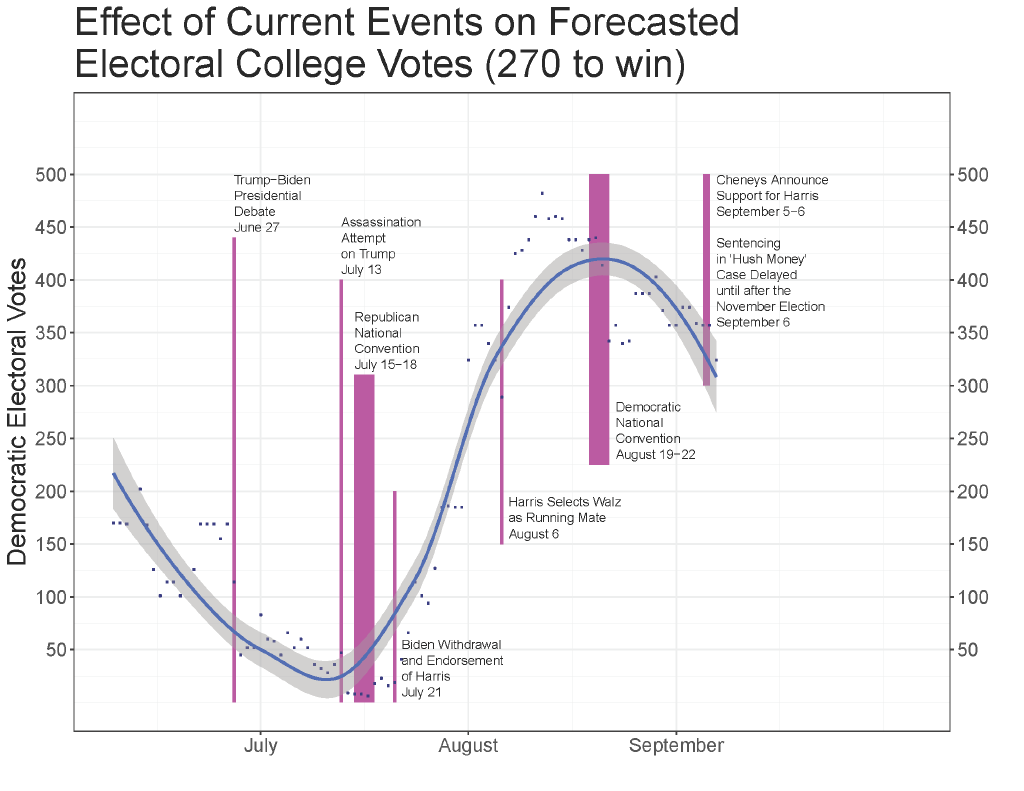 Effect of Current Events on Forecasted
Electoral College Votes (270 to win)
Democratic Electoral Votes
500
450
400
350
300
250
200
150
100
50
Trump−Biden
Presidential
Debate
June 27
Assassination
Attempt
on Trump
July 13
Republican
National
Convention
July 15−18
Biden Withdrawal
and Endorsement
of Harris
July 21
Harris Selects Walz
as Running Mate
August 6
Democratic
National
Convention
August 19−22
Cheneys Announce
Support for Harris
September 5−6
Sentencing
in 'Hush Money'
Case Delayed
until after the
November Election
September 6
500
450
400
350
300
250
200
150
100
50
July
August
September